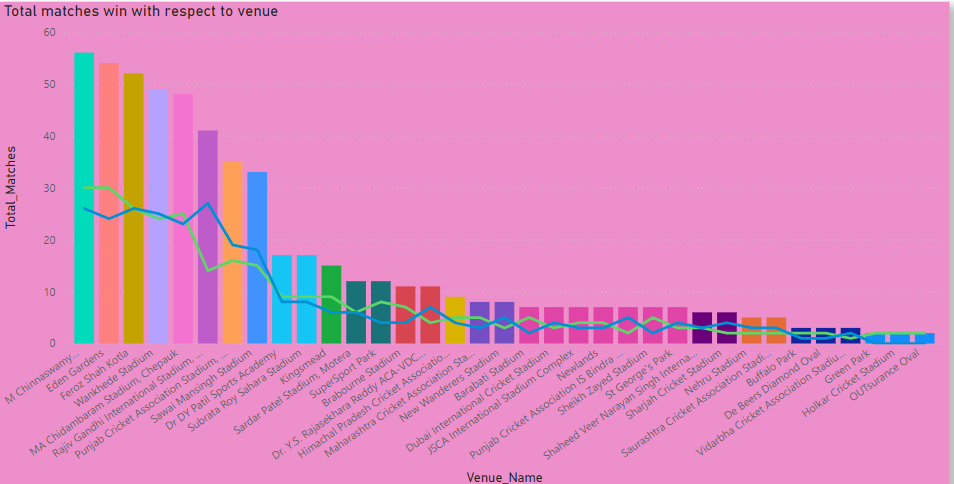 Total matches win with respect to venue
60
50
40
30
20
10
0
Total_Matches
M Chinnaswamy...
Eden Gardens
Feroz Shah Kotla
Wankhede Stadium
MA Chidambaram Stadium, Chepauk
Rajiv Gandhi International Stadium, ...
Punjab Cricket Association Stadium, ...
Sawai Mansingh Stadium
Dr DY Patil Sports Academy
Subrata Roy Sahara Stadium
Kingsmead
Sardar Patel Stadium, Motera
SuperSport Park
Brabourne Stadium
Dr. Y.S. Rajasekhara Reddy ACA-VDC...
Himachal Pradesh Cricket Associatio...
Maharashtra Cricket Association Sta...
New Wanderers Stadium
Barabati Stadium
Dubai International Cricket Stadium
JSCA International Stadium Complex
Newlands
Punjab Cricket Association IS Bindra ...
Sheikh Zayed Stadium
St George's Park
Shaheed Veer Narayan Singh Interna...
Sharjah Cricket Stadium
Nehru Stadium
Saurashtra Cricket Association Stadi...
Buffalo Park
De Beers Diamond Oval
Vidarbha Cricket Association Stadiu...
Green Park
Holkar Cricket Stadium
OUTsurance Oval
Venue_Name